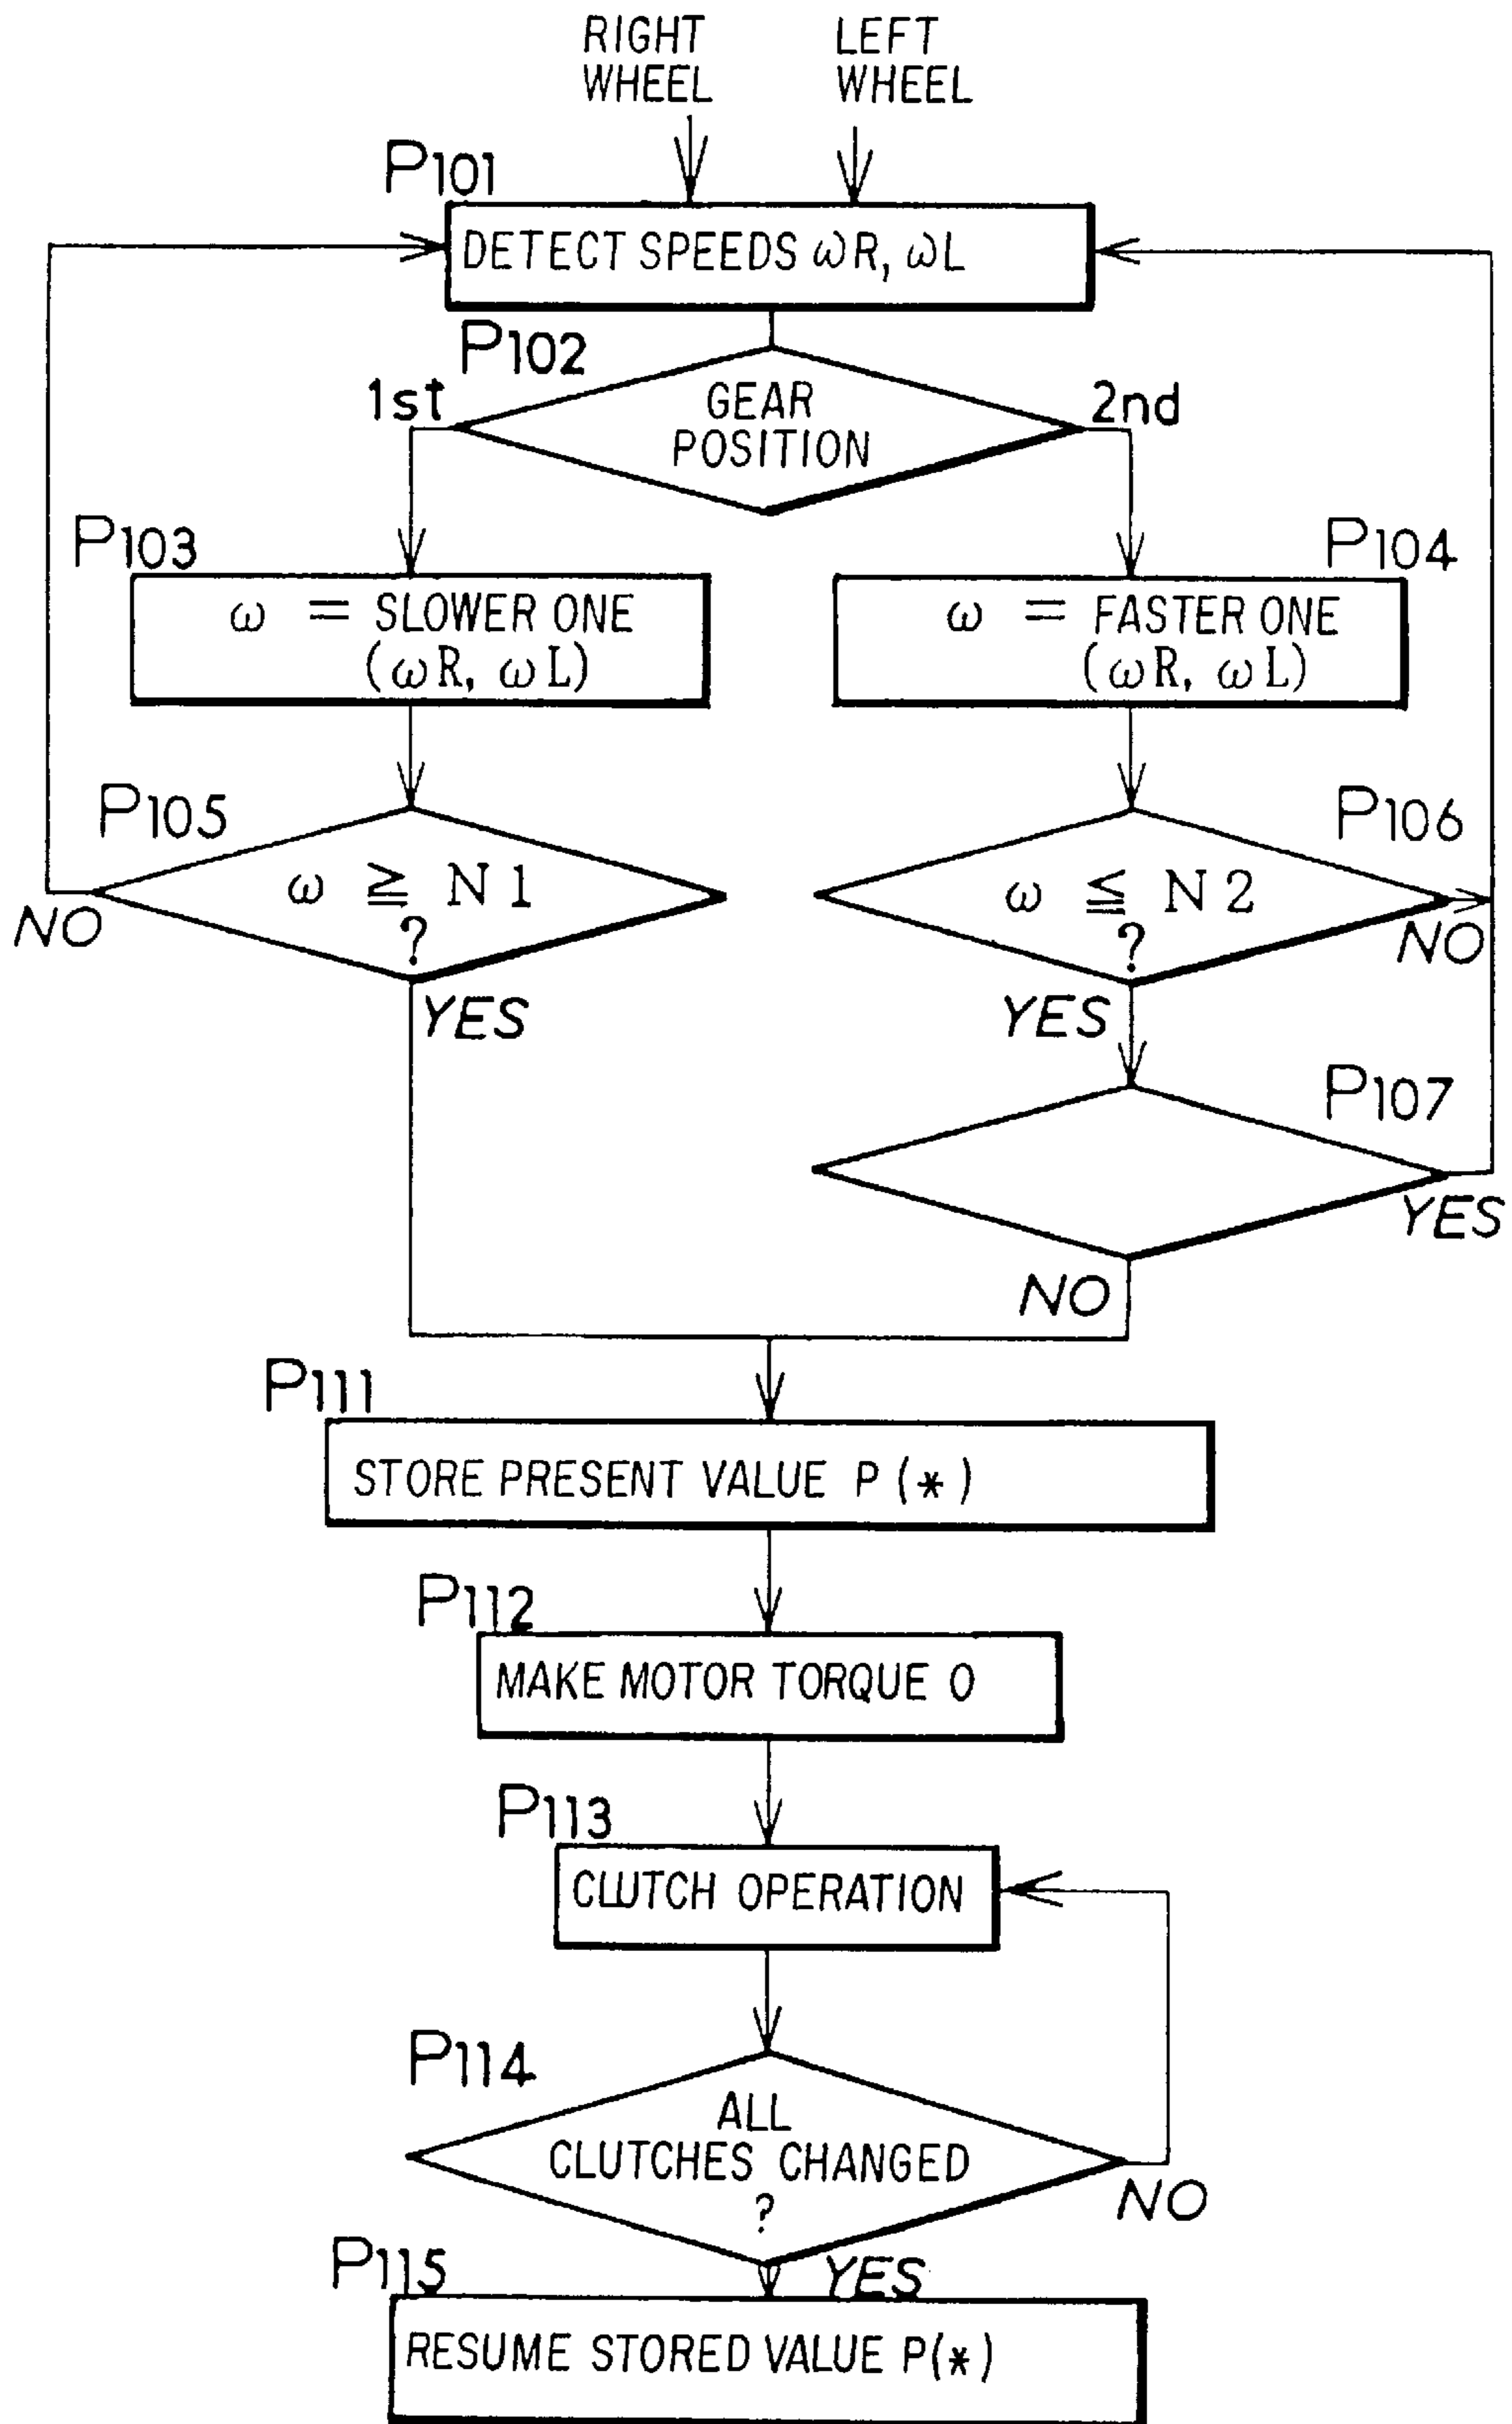 RIGHT
WHEEL
LEFT
WHEEL
P101
DETECT SPEEDS ωR, ωL
P102
1st
GEAR
POSITION
2nd
P103
ω = SLOWER ONE
(ωR, ωL)
P104
ω = FASTER ONE
(ωR, ωL)
P105
ω ≧ N1
?
NO
YES
P106
ω ≦ N2
?
NO
YES
P107
YES
NO
P111
STORE PRESENT VALUE P(*)
P112
MAKE MOTOR TORQUE 0
P113
CLUTCH OPERATION
P114
ALL
CLUTCHES CHANGED
?
NO
YES
P115
RESUME STORED VALUE P(*)